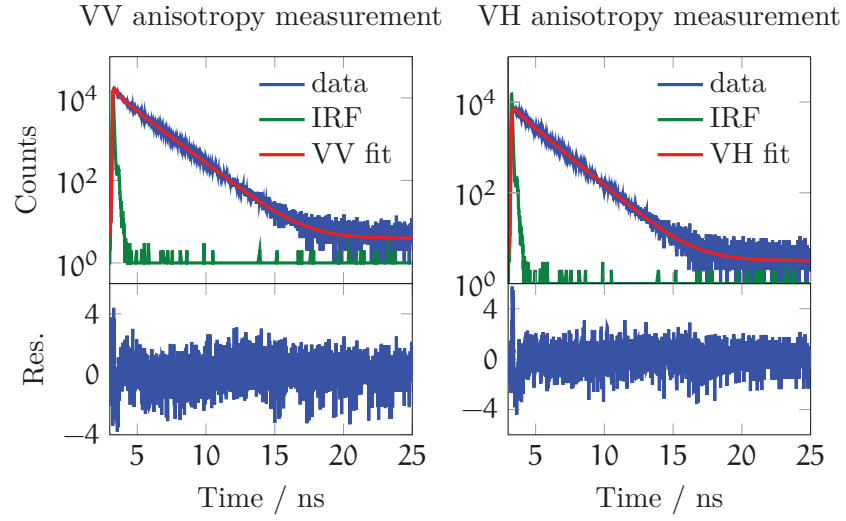 VV anisotropy measurement
VH anisotropy measurement
data
IRF
VV fit
data
IRF
VH fit
Counts
10^4
10^2
10^0
10^4
10^2
10^0
Res.
4
0
−4
4
0
−4
5 10 15 20 25
5 10 15 20 25
Time / ns
Time / ns